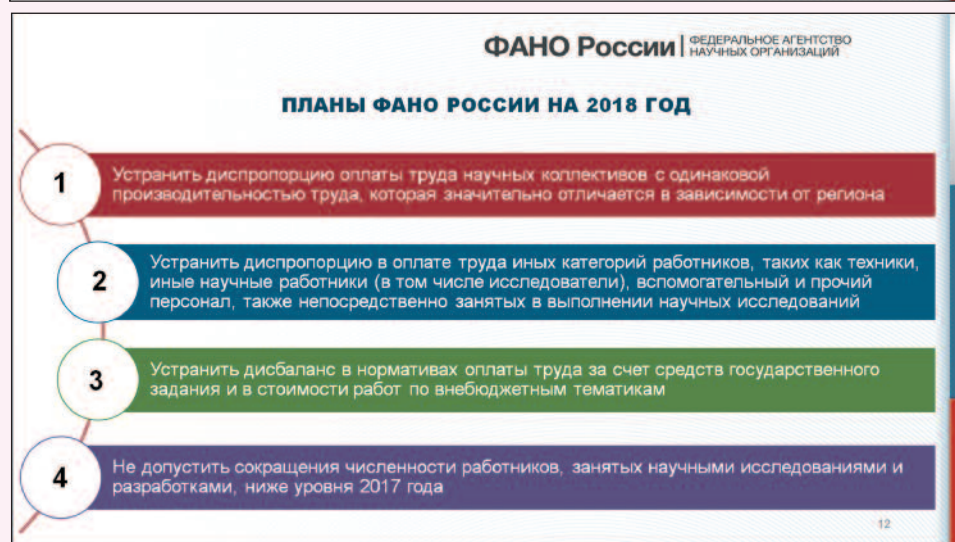 ФАНО России
ФЕДЕРАЛЬНОЕ АГЕНТСТВО
НАУЧНЫХ ОРГАНИЗАЦИЙ
ПЛАНЫ ФАНО РОССИИ НА 2018 ГОД
1
Устранить диспропорцию оплаты труда научных коллективов с одинаковой
производительностью труда, которая значительно отличается в зависимости от региона
2
Устранить диспропорцию в оплате труда иных категорий работников, таких как техники,
иные научные работники (в том числе исследователи), вспомогательный и прочий
персонал, также непосредственно занятых в выполнении научных исследований
3
Устранить дисбаланс в нормативах оплаты труда за счет средств государственного
задания и в стоимости работ по внебюджетным тематикам
4
Не допустить сокращения численности работников, занятых научными исследованиями и
разработками, ниже уровня 2017 года
12